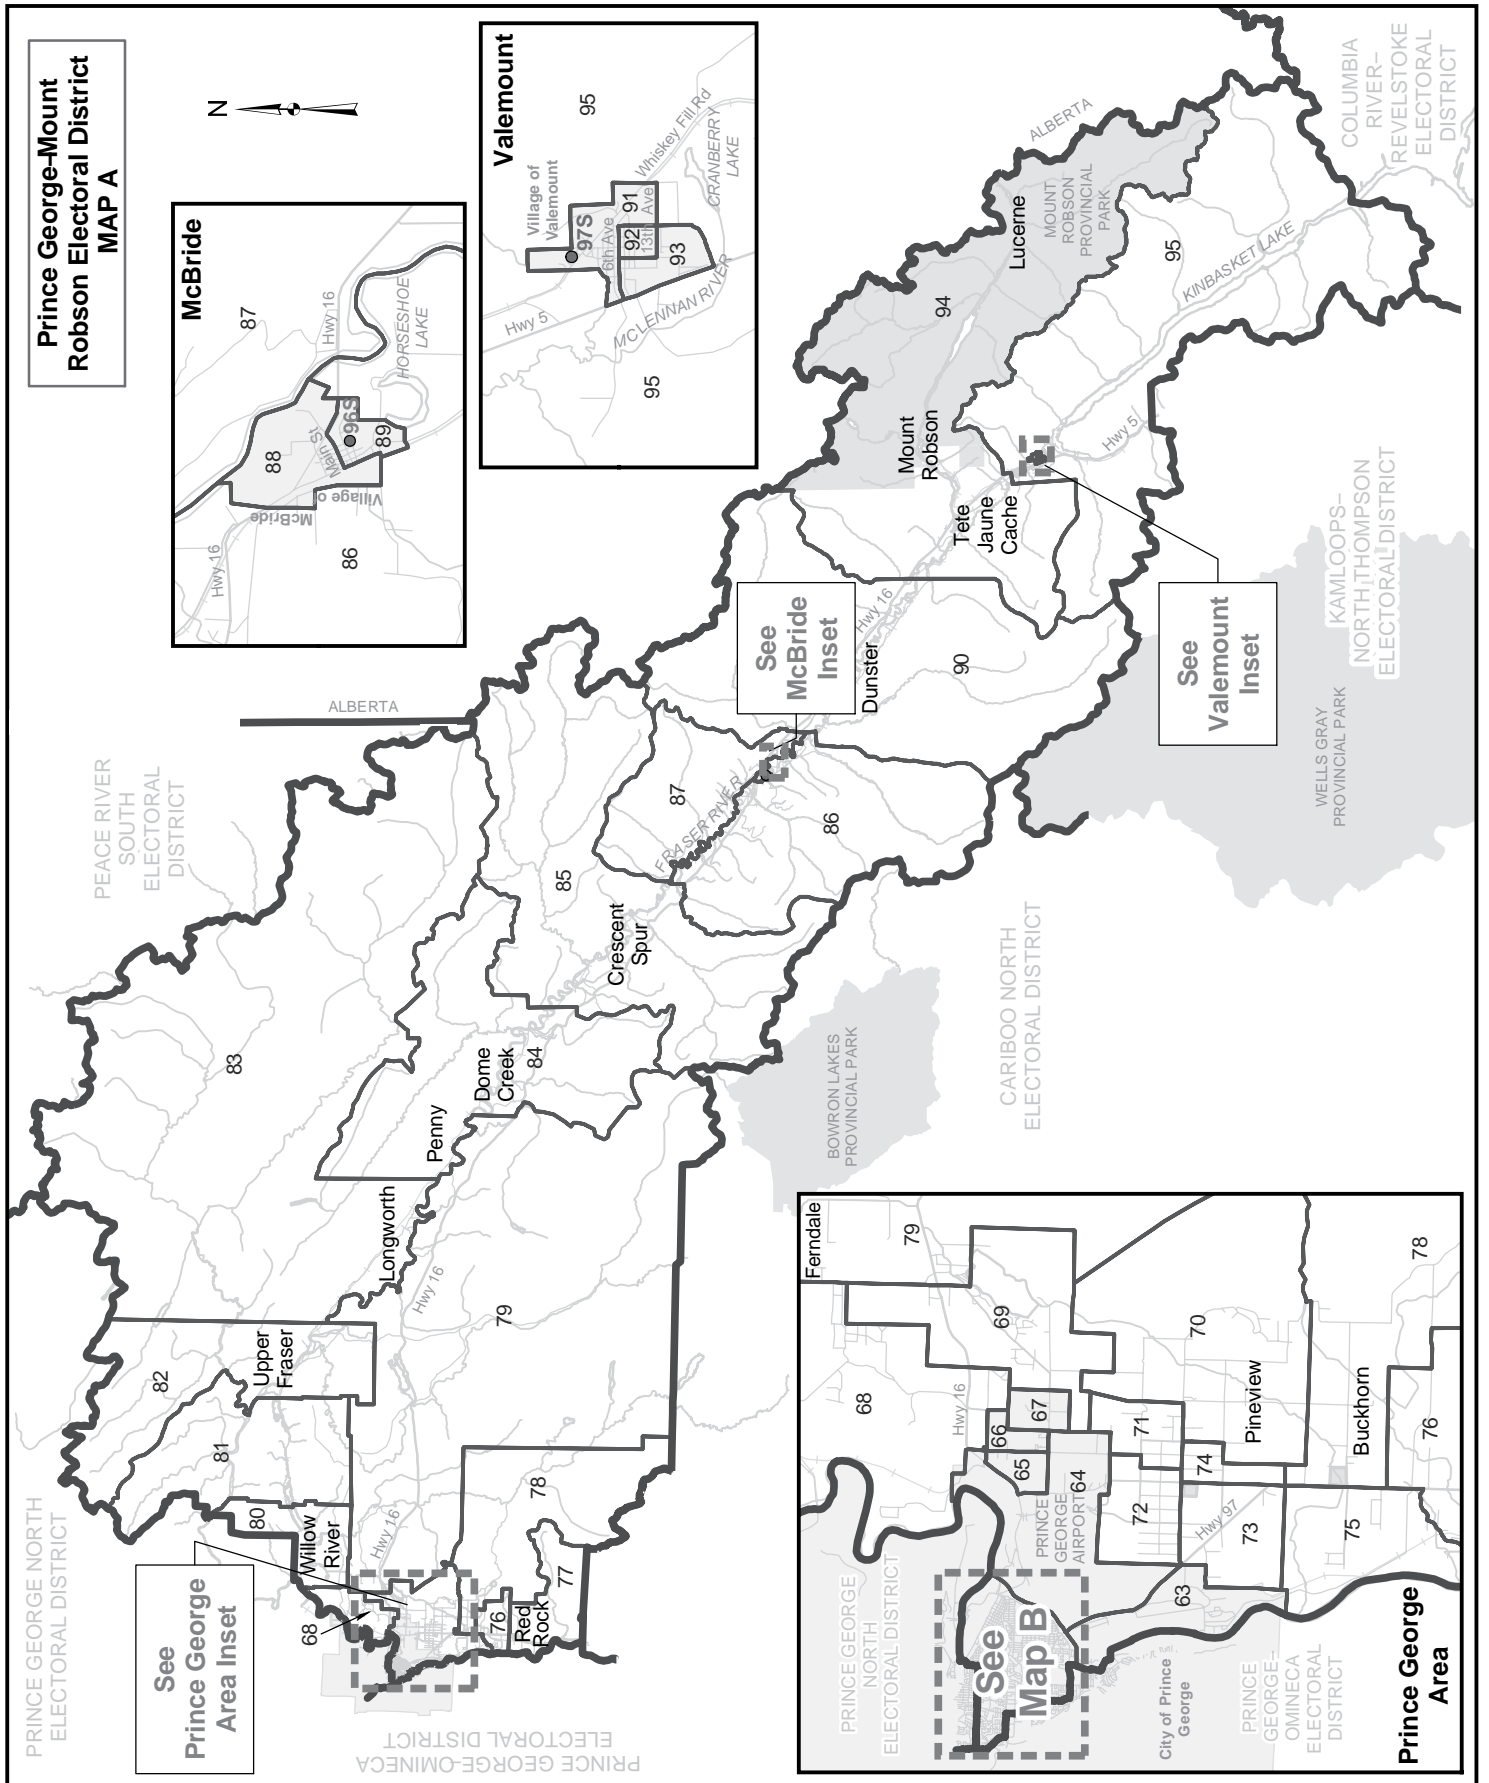 Prince George-Mount
Robson Electoral District
MAP A
N
McBride
87
Hwy 16
HORSESHOE
LAKE
88
Main St
96S
89
Village of
McBride
Hwy 16
86
Valemount
95
Whiskey Fill Rd
Village of
Valemount
97S
6th Ave
91
92
13th Ave
93
CRANBERRY
LAKE
Hwy 5
MCLENNAN RIVER
95
COLUMBIA
RIVER–
REVELSTOKE
ELECTORAL
DISTRICT
ALBERTA
Lucerne
MOUNT
ROBSON
PROVINCIAL
PARK
94
95
KINBASKET LAKE
Mount
Robson
Hwy 5
Tete
Jaune
Cache
KAMLOOPS–
NORTH THOMPSON
ELECTORAL DISTRICT
See
McBride
Inset
Hwy 16
Dunster
90
See
Valemount
Inset
WELLS GRAY
PROVINCIAL PARK
ALBERTA
PEACE RIVER
SOUTH
ELECTORAL
DISTRICT
87
FRASER RIVER
86
85
Crescent
Spur
CARIBOO NORTH
ELECTORAL DISTRICT
BOWRON LAKES
PROVINCIAL PARK
83
Dome
Creek
84
Penny
Longworth
Hwy 16
79
82
Upper
Fraser
81
80
Willow
River
Hwy 16
78
77
76
Red
Rock
68
PRINCE GEORGE NORTH
ELECTORAL DISTRICT
See
Prince George
Area Inset
PRINCE GEORGE-OMINECA
ELECTORAL DISTRICT
Ferndale
79
78
69
70
68
Hwy 16
67
66
65
64
71
Pineview
Buckhorn
76
74
72
PRINCE
GEORGE
AIRPORT
Hwy 97
73
75
63
PRINCE GEORGE
NORTH
ELECTORAL DISTRICT
See
Map B
City of Prince
George
PRINCE
GEORGE–
OMINECA
ELECTORAL
DISTRICT
Prince George
Area